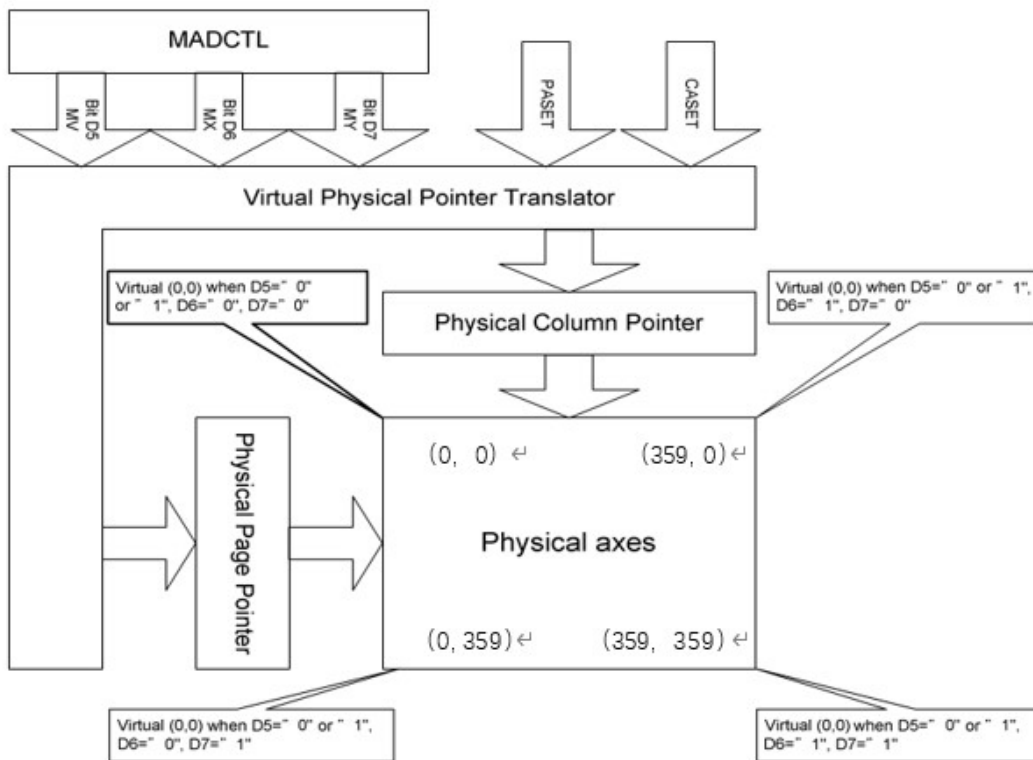 MADCTL
Bit D5
MV
Bit D6
MX
Bit D7
MY
PASET
CASET
Virtual Physical Pointer Translator
Virtual (0,0) when D5=" 0"
or " 1", D6=" 0", D7=" 0"
Virtual (0,0) when D5=" 0" or " 1",
D6=" 1", D7=" 0"
Physical Column Pointer
(0, 0) ↵
(359, 0)↵
Physical Page Pointer
Physical axes
(0, 359)↵
(359, 359)↵
Virtual (0,0) when D5=" 0" or " 1",
D6=" 0", D7=" 1"
Virtual (0,0) when D5=" 0" or " 1",
D6=" 1", D7=" 1"